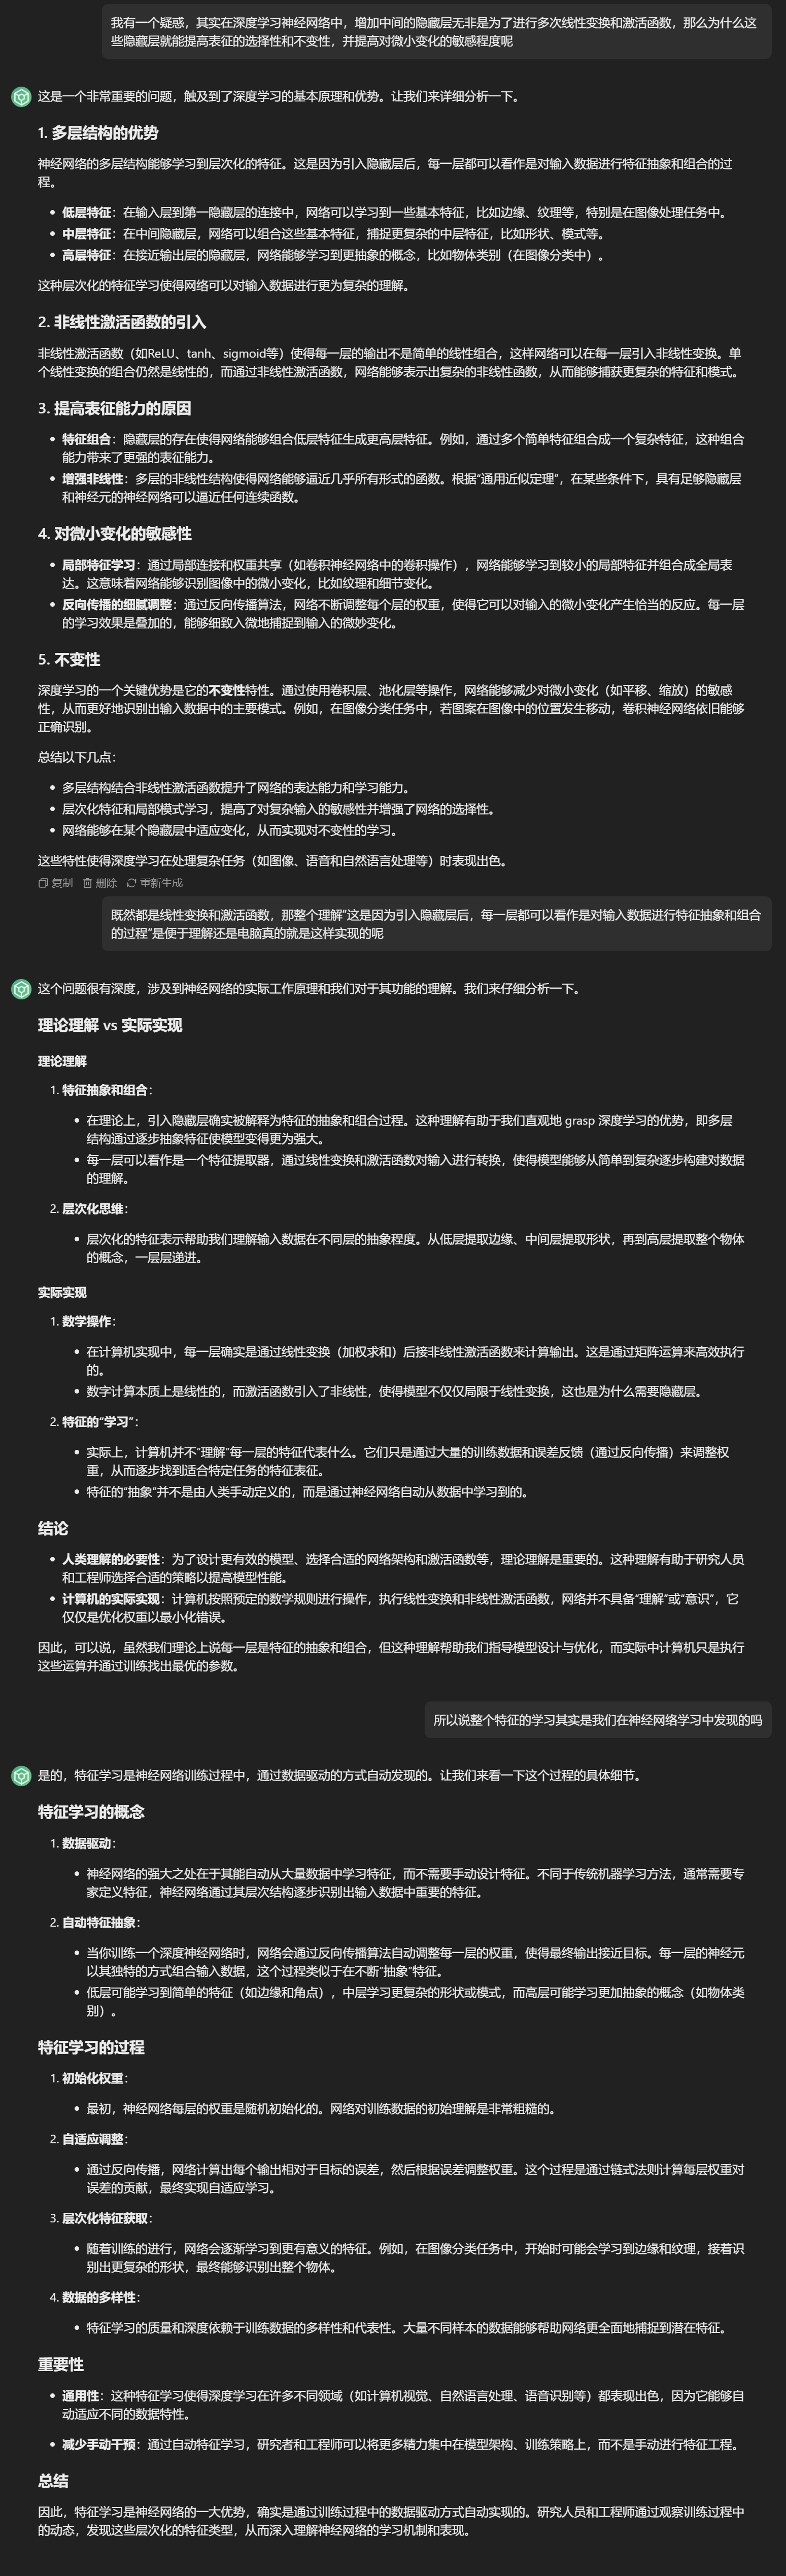 我有一个疑惑，其实在深度学习神经网络中，增加中间的隐藏层无非是为了进行多次线性变换和激活函数，那么为什么这
些隐藏层就能提高表征的选择性和不变性，并提高对微小变化的敏感程度呢
这是一个非常重要的问题，触及到了深度学习的基本原理和优势。让我们来详细分析一下。
1. 多层结构的优势
神经网络的多层结构能够学习到层次化的特征。这是因为引入隐藏层后，每一层都可以看作是对输入数据进行特征抽象和组合的过
程。
• 低层特征：在输入层到第一隐藏层的连接中，网络可以学习到一些基本特征，比如边缘、纹理等，特别是在图像处理任务中。
• 中层特征：在中间隐藏层，网络可以组合这些基本特征，捕捉更复杂的中层特征，比如形状、模式等。
• 高层特征：在接近输出层的隐藏层，网络能够学习到更抽象的概念，比如物体类别（在图像分类中）。
这种层次化的特征学习使得网络可以对输入数据进行更为复杂的理解。
2. 非线性激活函数的引入
非线性激活函数（如ReLU、tanh、sigmoid等）使得每一层的输出不是简单的线性组合，这样网络可以在每一层引入非线性变换。单
个线性变换的组合仍然是线性的，而通过非线性激活函数，网络能够表示出复杂的非线性函数，从而能够捕获更复杂的特征和模式。
3. 提高表征能力的原因
• 特征组合：隐藏层的存在使得网络能够组合低层特征生成更高层特征。例如，通过多个简单特征组合成一个复杂特征，这种组合
能力带来了更强的表征能力。
• 增强非线性：多层的非线性结构使得网络能够逼近几乎所有形式的函数。根据“通用近似定理”，在某些条件下，具有足够隐藏层
和神经元的神经网络可以逼近任何连续函数。
4. 对微小变化的敏感性
• 局部特征学习：通过局部连接和权重共享（如卷积神经网络中的卷积操作），网络能够学习到较小的局部特征并组合成全局表
达。这意味着网络能够识别图像中的微小变化，比如纹理和细节变化。
• 反向传播的细腻调整：通过反向传播算法，网络不断调整每个层的权重，使得它可以对输入的微小变化产生恰当的反应。每一层
的学习效果是叠加的，能够细致入微地捕捉到输入的微妙变化。
5. 不变性
深度学习的一个关键优势是它的不变性特性。通过使用卷积层、池化层等操作，网络能够减少对微小变化（如平移、缩放）的敏感
性，从而更好地识别出输入数据中的主要模式。例如，在图像分类任务中，若图案在图像中的位置发生移动，卷积神经网络依旧能够
正确识别。
总结以下几点：
• 多层结构结合非线性激活函数提升了网络的表达能力和学习能力。
• 层次化特征和局部模式学习，提高了对复杂输入的敏感性并增强了网络的选择性。
• 网络能够在某个隐藏层中适应变化，从而实现对不变性的学习。
这些特性使得深度学习在处理复杂任务（如图像、语音和自然语言处理等）时表现出色。
复制 删除 重新生成
既然都是线性变换和激活函数，那整个理解“这是因为引入隐藏层后，每一层都可以看作是对输入数据进行特征抽象和组合
的过程”是便于理解还是电脑真的就是这样实现的呢
这个问题很有深度，涉及到神经网络的实际工作原理和我们对于其功能的理解。我们来仔细分析一下。
理论理解 vs 实际实现
理论理解
1. 特征抽象和组合：
• 在理论上，引入隐藏层确实被解释为特征的抽象和组合过程。这种理解有助于我们直观地 grasp 深度学习的优势，即多层
结构通过逐步抽象特征使模型变得更为强大。
• 每一层可以看作是一个特征提取器，通过线性变换和激活函数对输入进行转换，使得模型能够从简单到复杂逐步构建对数据
的理解。
2. 层次化思维：
• 层次化的特征表示帮助我们理解输入数据在不同层的抽象程度。从低层提取边缘、中间层提取形状，再到高层提取整个物体
的概念，一层层递进。
实际实现
1. 数学操作：
• 在计算机实现中，每一层确实是通过线性变换（加权求和）后接非线性激活函数来计算输出。这是通过矩阵运算来高效执行
的。
• 数字计算本质上是线性的，而激活函数引入了非线性，使得模型不仅仅局限于线性变换，这也是为什么需要隐藏层。
2. 特征的“学习”：
• 实际上，计算机并不“理解”每一层的特征代表什么。它们只是通过大量的训练数据和误差反馈（通过反向传播）来调整权
重，从而逐步找到适合特定任务的特征表征。
• 特征的“抽象”并不是由人类手动定义的，而是通过神经网络自动从数据中学习到的。
结论
• 人类理解的必要性：为了设计更有效的模型、选择合适的网络架构和激活函数等，理论理解是重要的。这种理解有助于研究人员
和工程师选择合适的策略以提高模型性能。
• 计算机的实际实现：计算机按照预定的数学规则进行操作，执行线性变换和非线性激活函数，网络并不具备“理解”或“意识”，它
仅仅是优化权重以最小化错误。
因此，可以说，虽然我们理论上说每一层是特征的抽象和组合，但这种理解帮助我们指导模型设计与优化，而实际中计算机只是执行
这些运算并通过训练找出最优的参数。
所以说整个特征的学习其实是我们在神经网络学习中发现的吗
是的，特征学习是神经网络训练过程中，通过数据驱动的方式自动发现的。让我们来看一下这个过程的具体细节。
特征学习的概念
1. 数据驱动：
• 神经网络的强大之处在于其能自动从大量数据中学习特征，而不需要手动设计特征。不同于传统机器学习方法，通常需要专
家定义特征，神经网络通过其层次结构逐步识别出输入数据中重要的特征。
2. 自动特征抽象：
• 当你训练一个深度神经网络时，网络会通过反向传播算法自动调整每一层的权重，使得最终输出接近目标。每一层的神经元
以其独特的方式组合输入数据，这个过程类似于在不断“抽象”特征。
• 低层可能学习到简单的特征（如边缘和角点），中层学习更复杂的形状或模式，而高层可能学习更加抽象的概念（如物体类
别）。
特征学习的过程
1. 初始化权重：
• 最初，神经网络每层的权重是随机初始化的。网络对训练数据的初始理解是非常粗糙的。
2. 自适应调整：
• 通过反向传播，网络计算出每个输出相对于目标的误差，然后根据误差调整权重。这个过程是通过链式法则计算每层权重对
误差的贡献，最终实现自适应学习。
3. 层次化特征获取：
• 随着训练的进行，网络会逐渐学习到更有意义的特征。例如，在图像分类任务中，开始时可能会学习到边缘和纹理，接着识
别出更复杂的形状，最终能够识别出整个物体。
4. 数据的多样性：
• 特征学习的质量和深度依赖于训练数据的多样性和代表性。大量不同样本的数据能够帮助网络更全面地捕捉到潜在特征。
重要性
• 通用性：这种特征学习使得深度学习在许多不同领域（如计算机视觉、自然语言处理、语音识别等）都表现出色，因为它能够自
动适应不同的数据特性。
• 减少手动干预：通过自动特征学习，研究者和工程师可以将更多精力集中在模型架构、训练策略上，而不是手动进行特征工程。
总结
因此，特征学习是神经网络的一大优势，确实是通过训练过程中的数据驱动方式自动实现的。研究人员和工程师通过观察训练过程中
的动态，发现这些层次化的特征类型，从而深入理解神经网络的学习机制和表现。